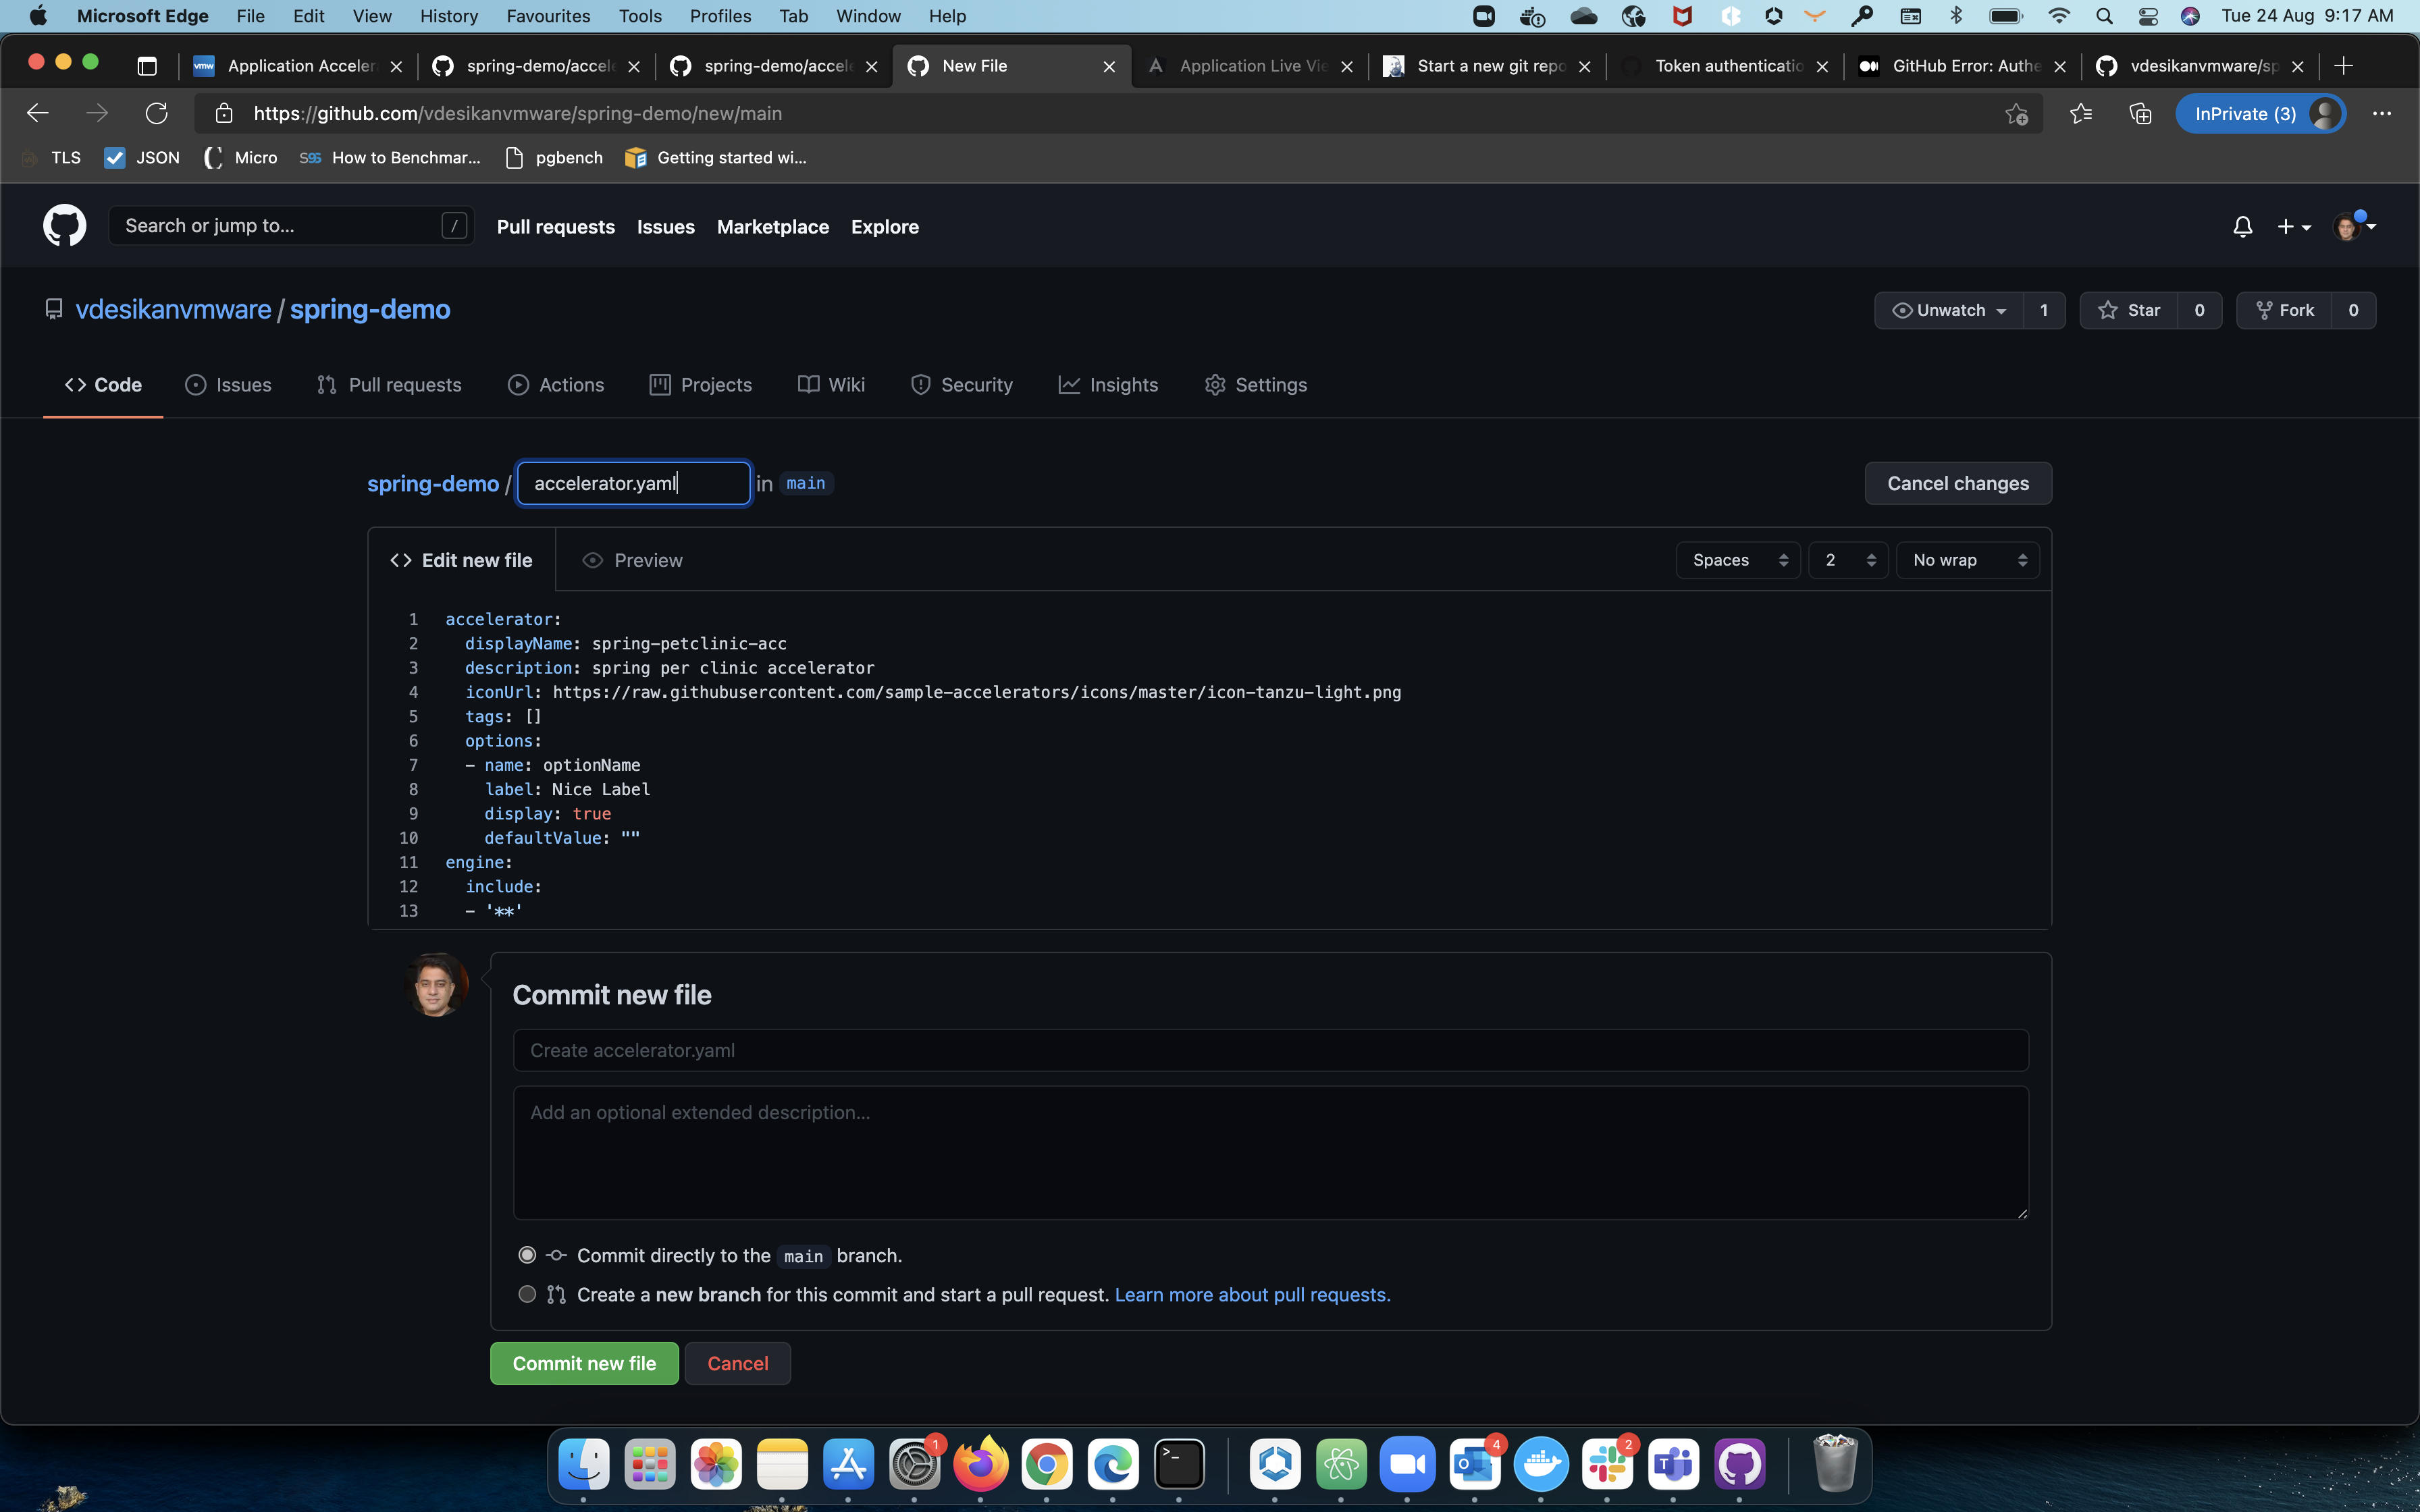 Microsoft Edge File Edit View History Favourites Tools Profiles Tab Window Help Tue 24 Aug 9:17 AM
vmw Application Acceler spring-demo/accele spring-demo/accele New File Application Live Vie Start a new git repo Token authenticatio GitHub Error: Authe vdesikanvmware/sp
https://github.com/vdesikanvmware/spring-demo/new/main InPrivate (3)
TLS JSON Micro S9S How to Benchmar... pgbench Getting started wi...
Search or jump to... / Pull requests Issues Marketplace Explore
vdesikanvmware / spring-demo Unwatch 1 Star 0 Fork 0
Code Issues Pull requests Actions Projects Wiki Security Insights Settings
spring-demo / accelerator.yaml in main Cancel changes
Edit new file Preview Spaces 2 No wrap
1 accelerator:
2 displayName: spring-petclinic-acc
3 description: spring per clinic accelerator
4 iconUrl: https://raw.githubusercontent.com/sample-accelerators/icons/master/icon-tanzu-light.png
5 tags: []
6 options:
7 - name: optionName
8 label: Nice Label
9 display: true
10 defaultValue: ""
11 engine:
12 include:
13 - '**'
Commit new file
Create accelerator.yaml
Add an optional extended description...
Commit directly to the main branch.
Create a new branch for this commit and start a pull request. Learn more about pull requests.
Commit new file Cancel
1 4 2